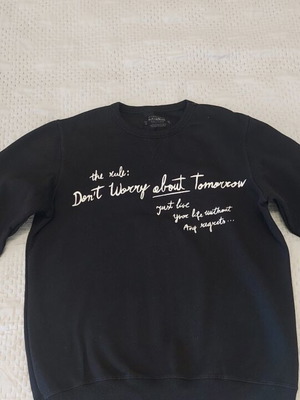 the rule:
Don't Worry about Tomorrow
just live
your life without
Any regrets...